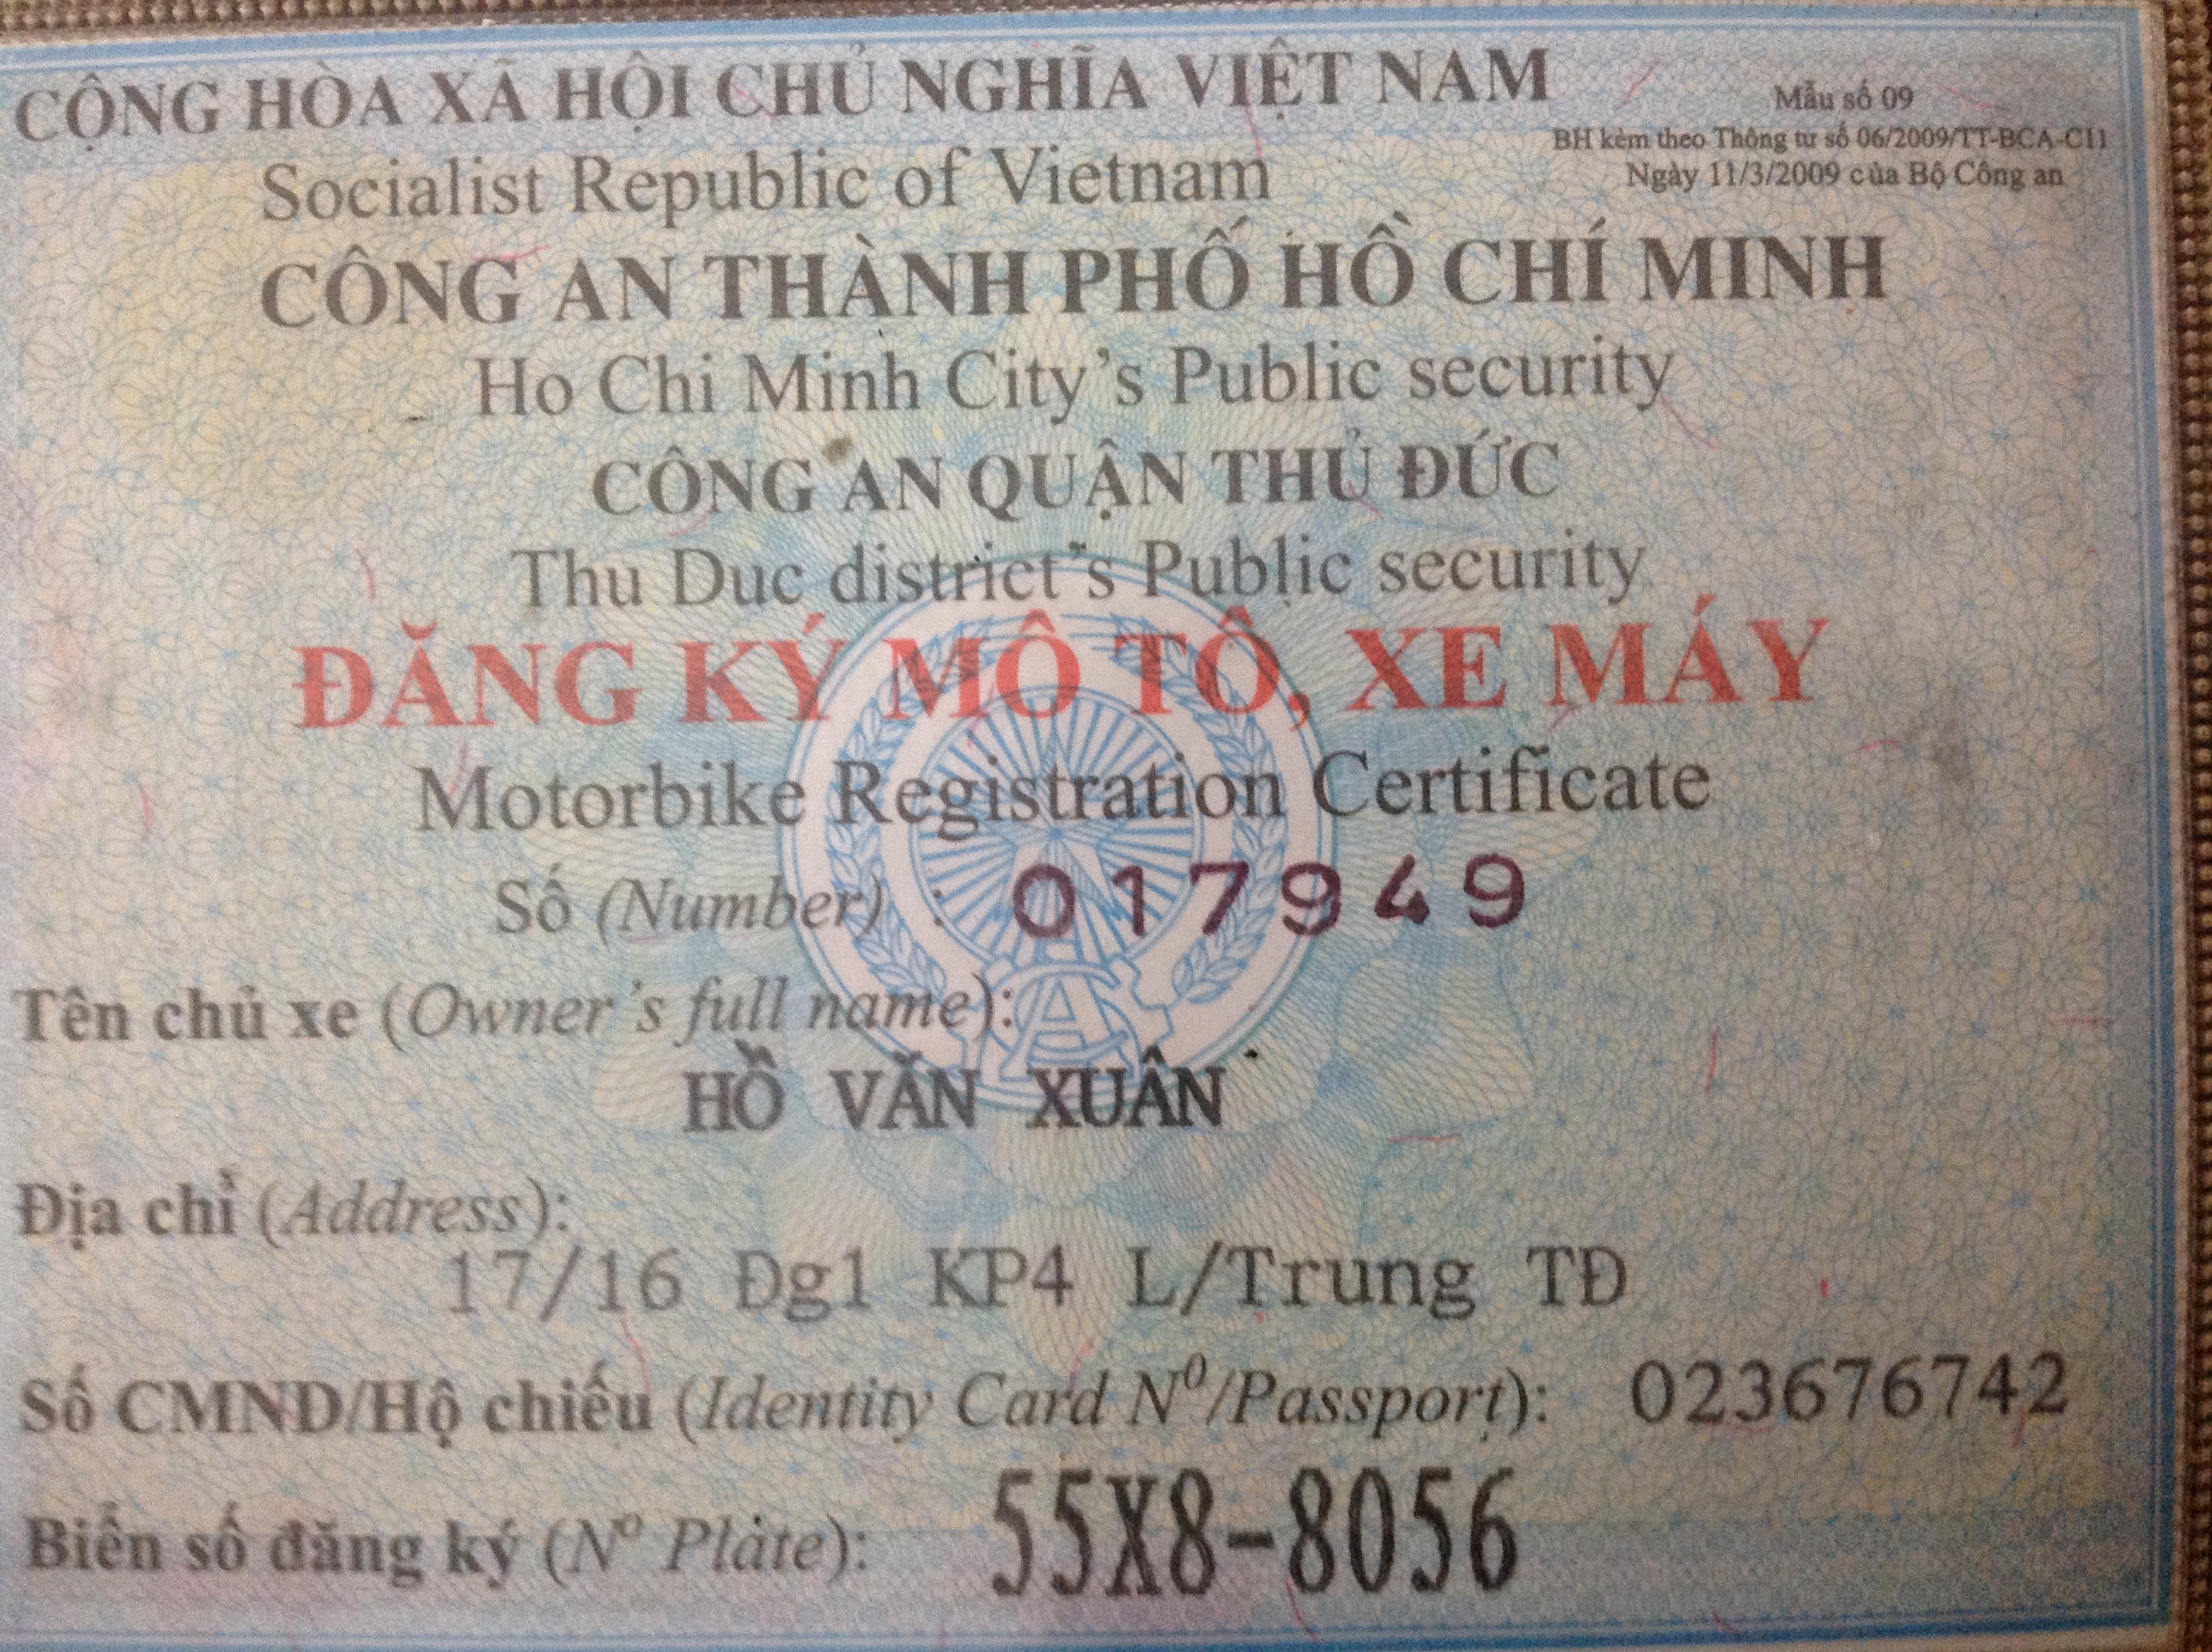 CỘNG HÒA XÃ HỘI CHỦ NGHĨA VIỆT NAM
Mẫu số 09
BH kèm theo Thông tư số 06/2009/TT-BCA-C11
Ngày 11/3/2009 của Bộ Công an
Socialist Republic of Vietnam
CÔNG AN THÀNH PHỐ HỒ CHÍ MINH
Ho Chi Minh City's Public security
CÔNG AN QUẬN THỦ ĐỨC
Thu Duc district's Public security
ĐĂNG KÝ MÔ TÔ, XE MÁY
Motorbike Registration Certificate
Số (Number) : 017949
Tên chủ xe (Owner's full name):
HỒ VĂN XUÂN
Địa chỉ (Address):
17/16 Đg1 KP4 L/Trung TĐ
Số CMND/Hộ chiếu (Identity Card Nº/Passport): 023676742
Biển số đăng ký (Nº Plate): 55X8-8056